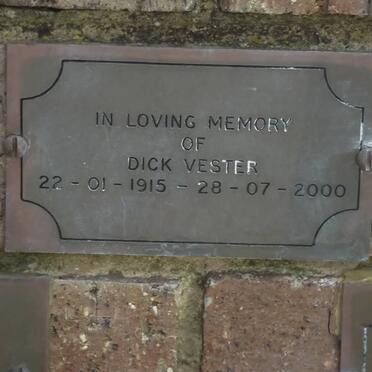 IN LOVING MEMORY
OF
DICK VESTER
22 - 01 - 1915 - 28 - 07 - 2000